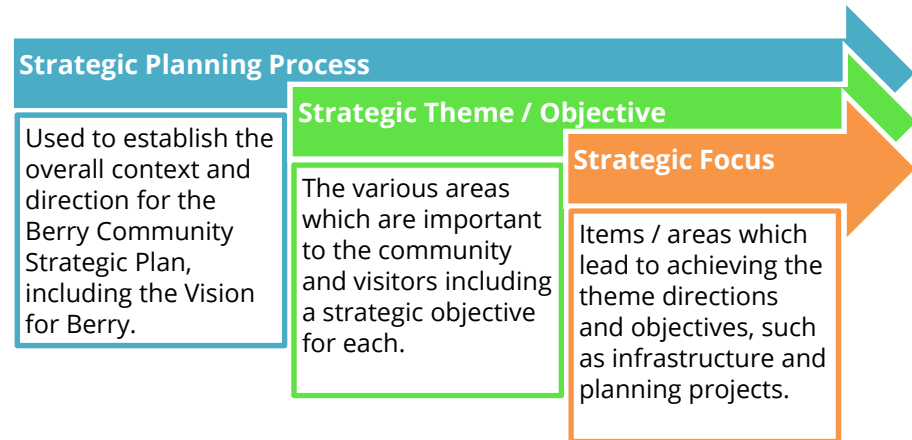 Strategic Planning Process
Used to establish the
overall context and
direction for the
Berry Community
Strategic Plan,
including the Vision
for Berry.
Strategic Theme / Objective
The various areas
which are important
to the community
and visitors including
a strategic objective
for each.
Strategic Focus
Items / areas which
lead to achieving the
theme directions
and objectives, such
as infrastructure and
planning projects.